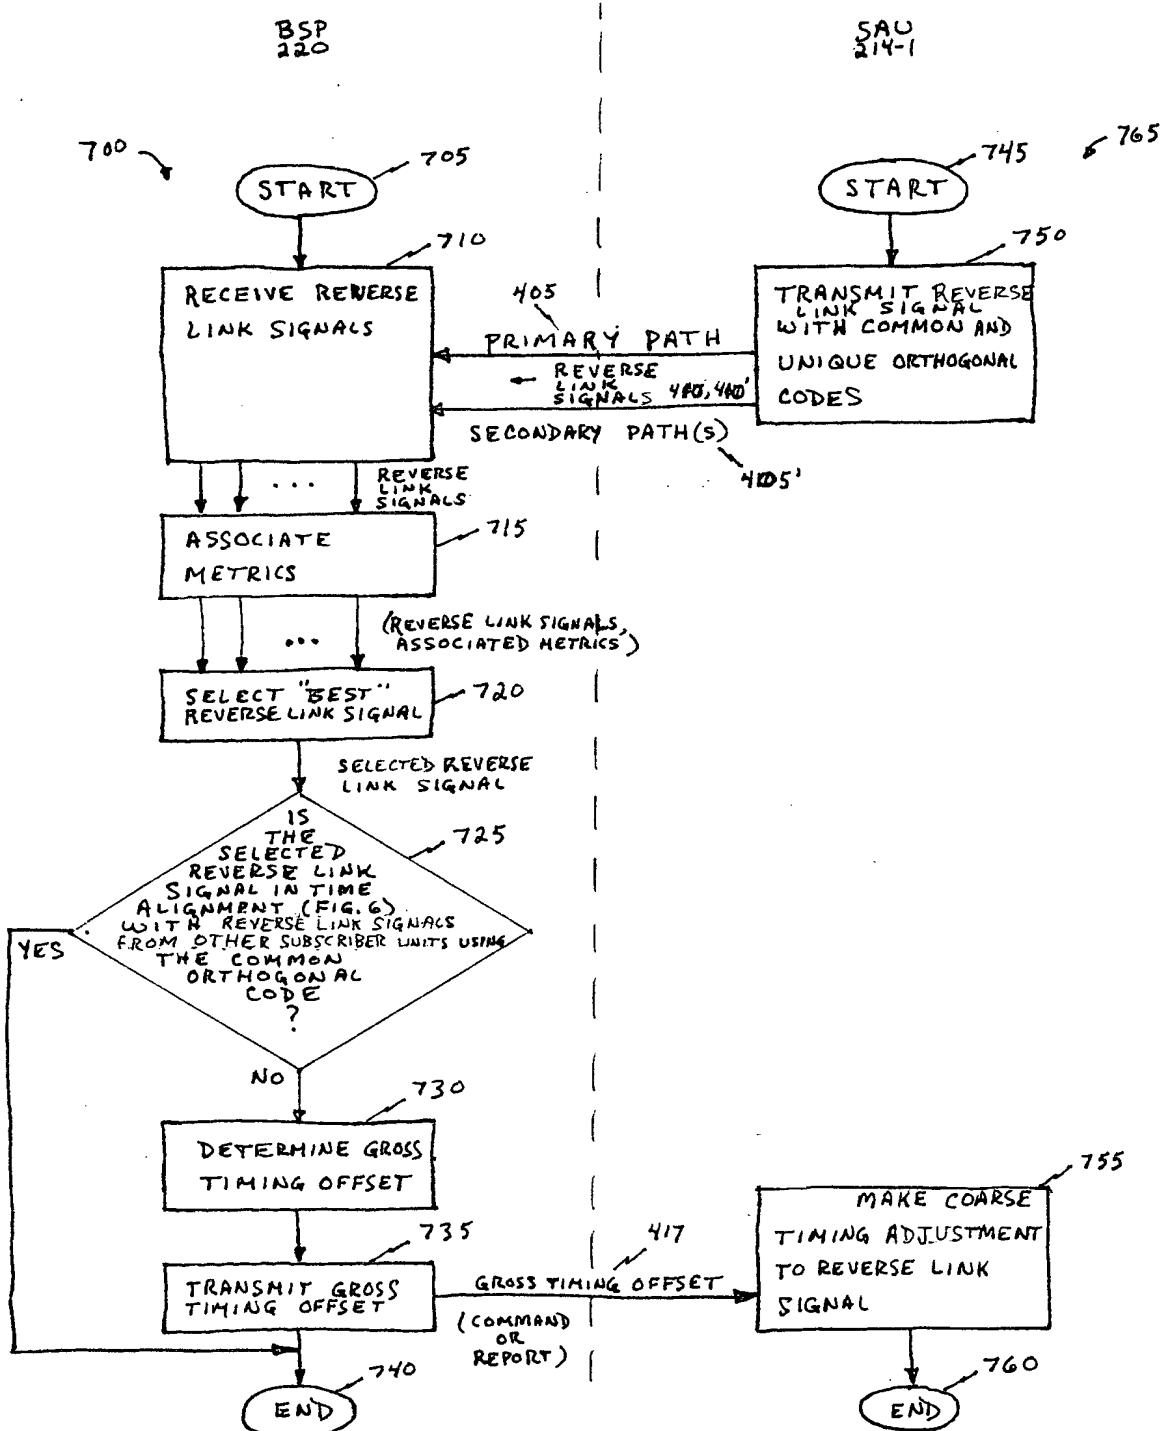 BSP
220
SAU
214-1
700
705
START
745
START
765
710
RECEIVE REVERSE
LINK SIGNALS
750
TRANSMIT REVERSE
LINK SIGNAL
WITH COMMON AND
UNIQUE ORTHOGONAL
CODES
405
PRIMARY PATH
REVERSE
LINK
SIGNALS
SECONDARY PATH(S)
405'
REVERSE
LINK
SIGNALS
715
ASSOCIATE
METRICS
(REVERSE LINK SIGNALS,
ASSOCIATED METRICS)
720
SELECT "BEST"
REVERSE LINK SIGNAL
SELECTED REVERSE
LINK SIGNAL
725
IS
THE
SELECTED
REVERSE LINK
SIGNAL IN TIME
ALIGNMENT (FIG. 6)
WITH REVERSE LINK SIGNALS
FROM OTHER SUBSCRIBER UNITS USING
THE COMMON
ORTHOGONAL
CODE
?
YES
NO
730
DETERMINE GROSS
TIMING OFFSET
735
TRANSMIT GROSS
TIMING OFFSET
417
GROSS TIMING OFFSET
(COMMAND
OR
REPORT)
755
MAKE COARSE
TIMING ADJUSTMENT
TO REVERSE LINK
SIGNAL
740
END
760
END